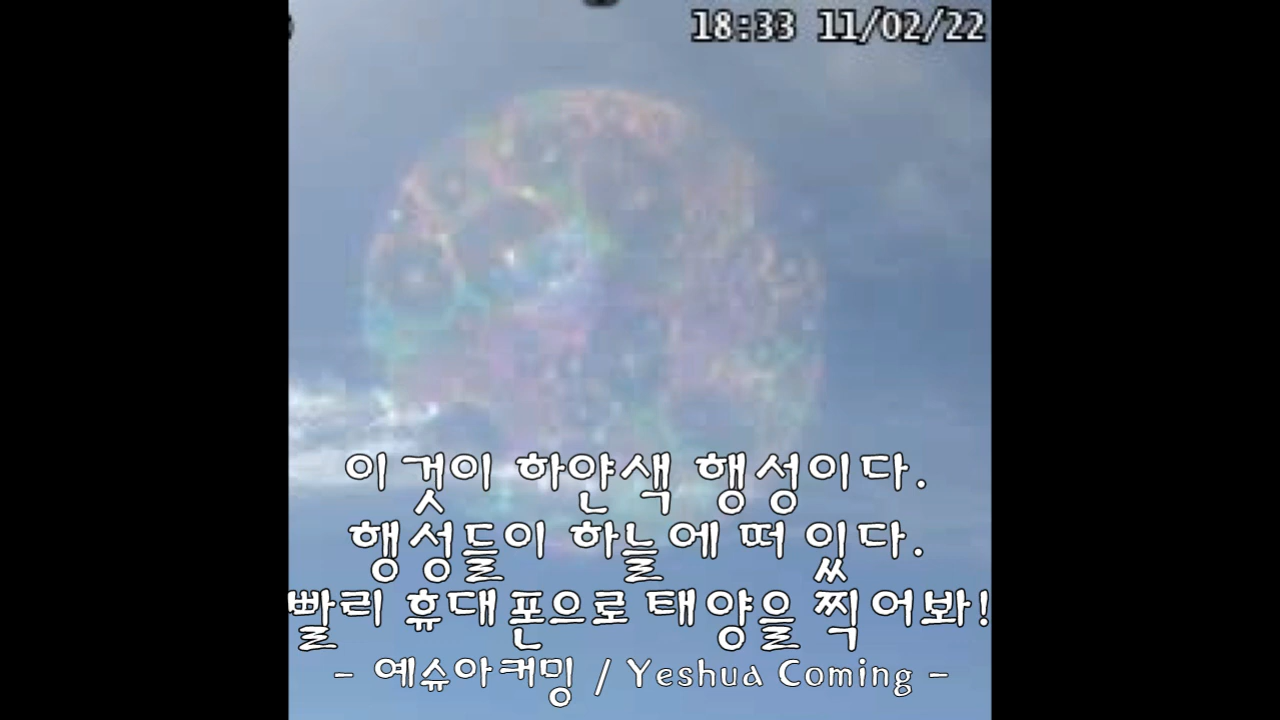 18:33 11/02/22
이것이 하얀색 행성이다.
행성들이 하늘에 떠 있다.
빨리 휴대폰으로 태양을 찍어봐!
- 예슈아커밍 / Yeshua Coming -